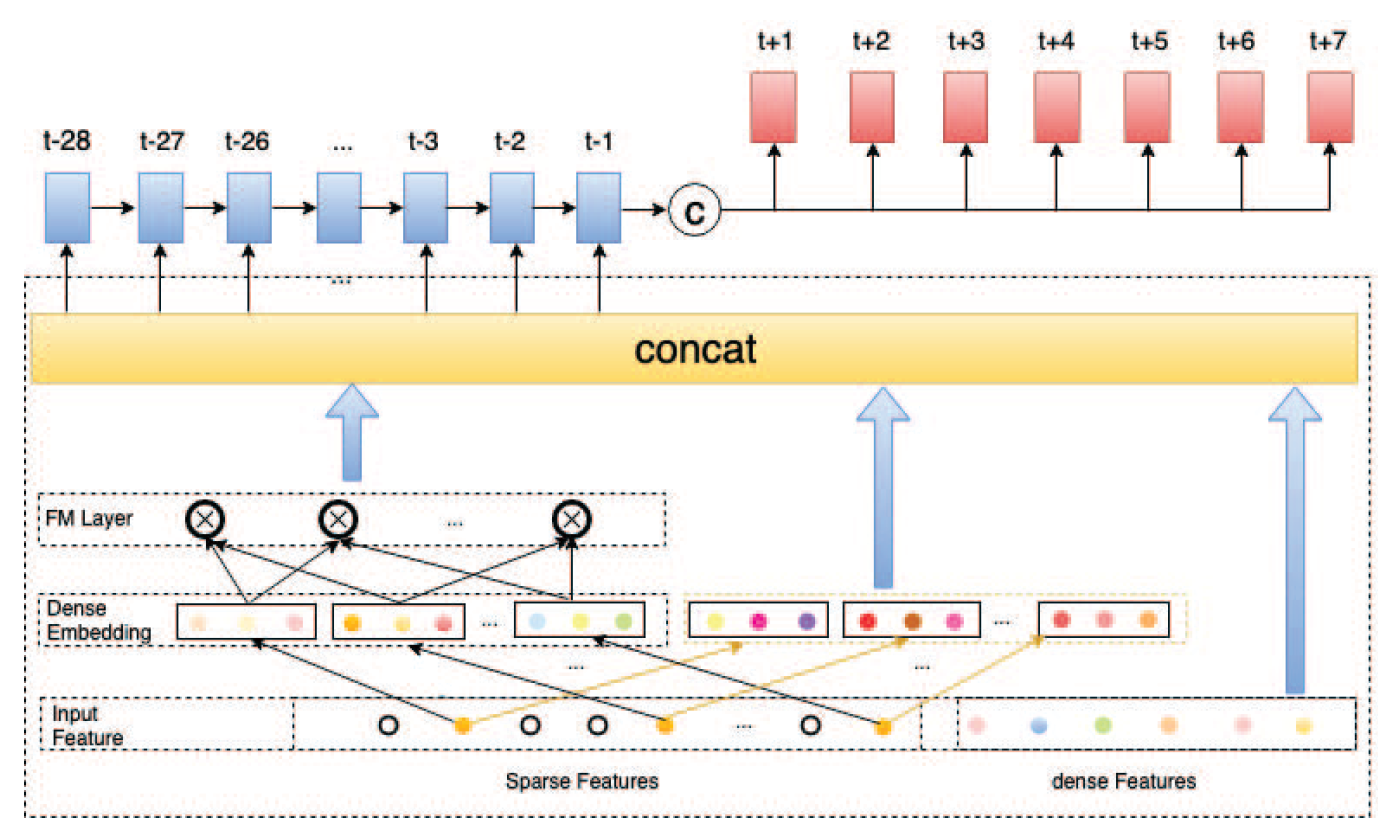 t+1 t+2 t+3 t+4 t+5 t+6 t+7
t-28 t-27 t-26 ... t-3 t-2 t-1
C
...
concat
FM Layer
...
Dense
Embedding
... ...
... ...
Input
Feature
...
Sparse Features dense Features